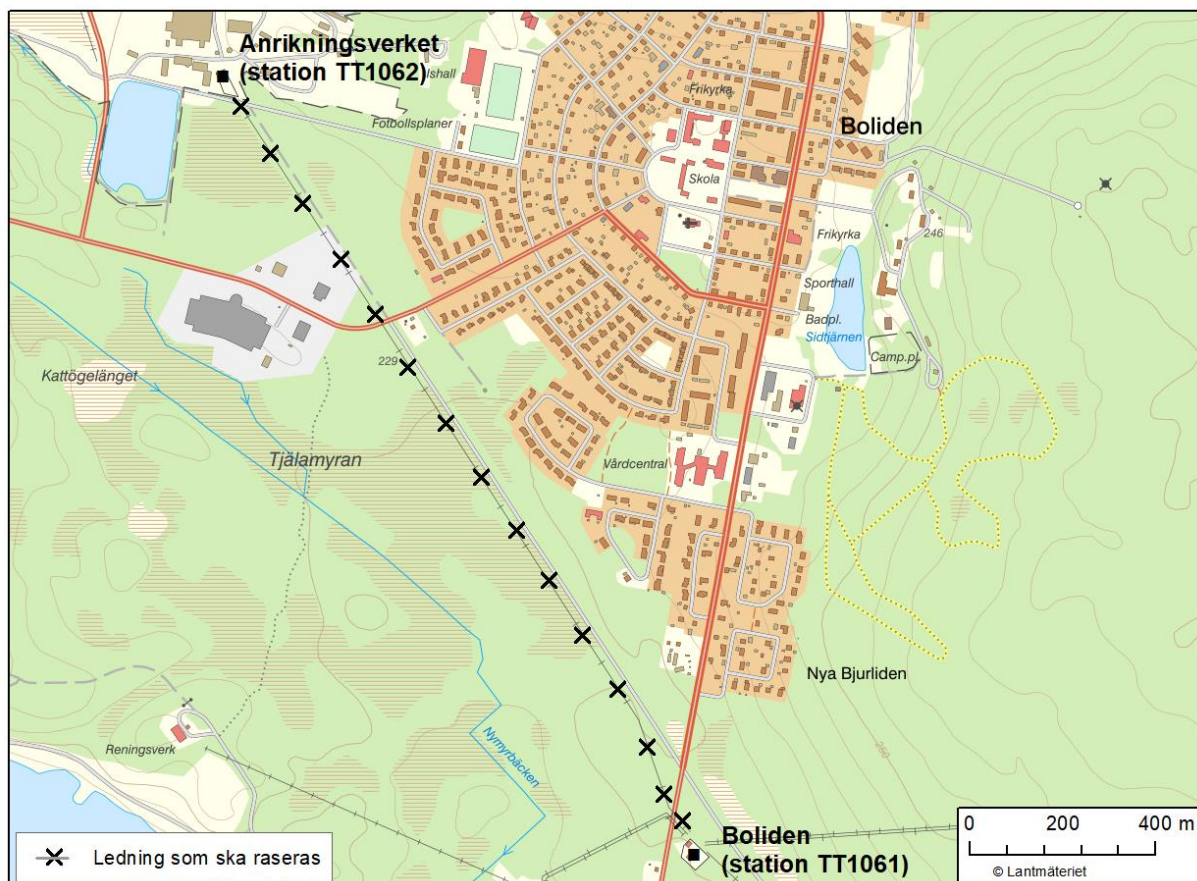 Anrikningsverket
(station TT1062)
lshall
Fotbollsplaner
Frikyrka
Boliden
Skola
Frikyrka
246
Sporthall
Badpl.
Sidtjärnen
Camp.pl.
229
Kattögelänget
Tjälamyran
Vårdcentral
Nya Bjurliden
Reningsverk
Nymyrbäcken
250
Boliden
(station TT1061)
Ledning som ska raseras
0 200 400 m
© Lantmäteriet